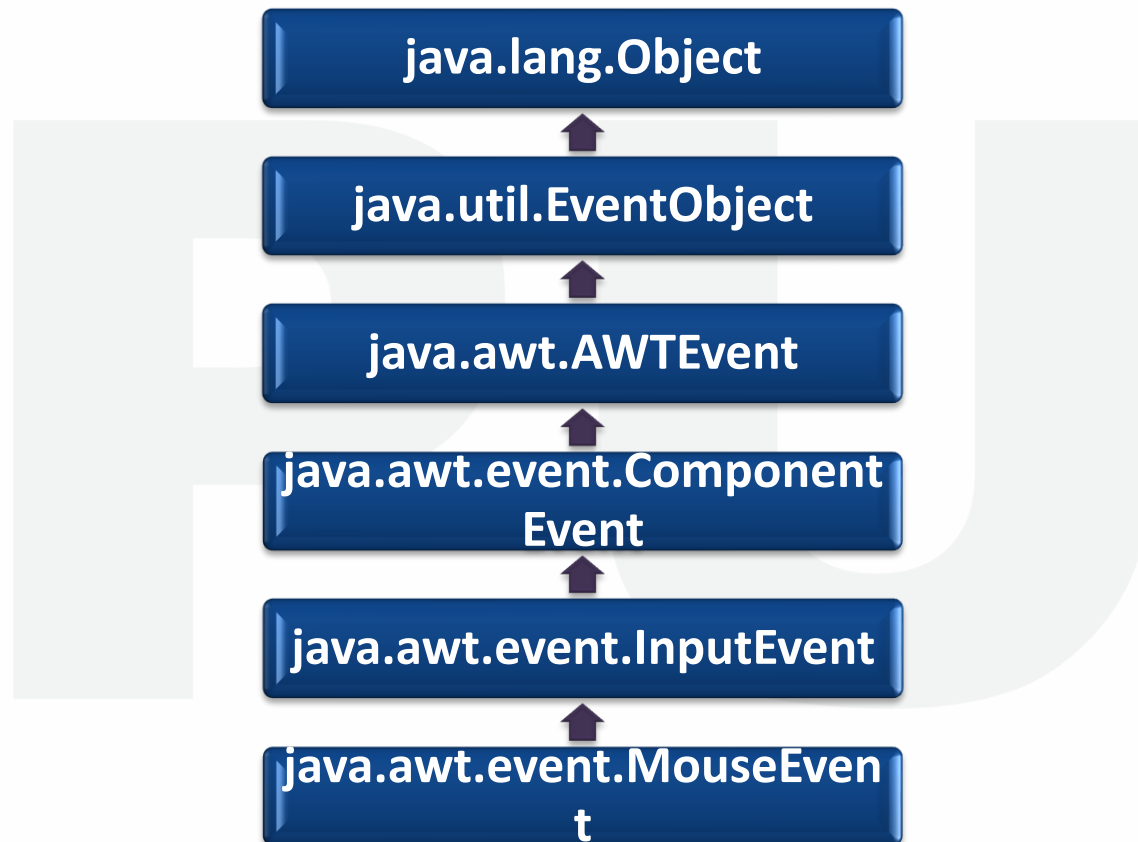 java.lang.Object
java.util.EventObject
java.awt.AWTEvent
java.awt.event.Component
Event
java.awt.event.InputEvent
java.awt.event.MouseEven
t